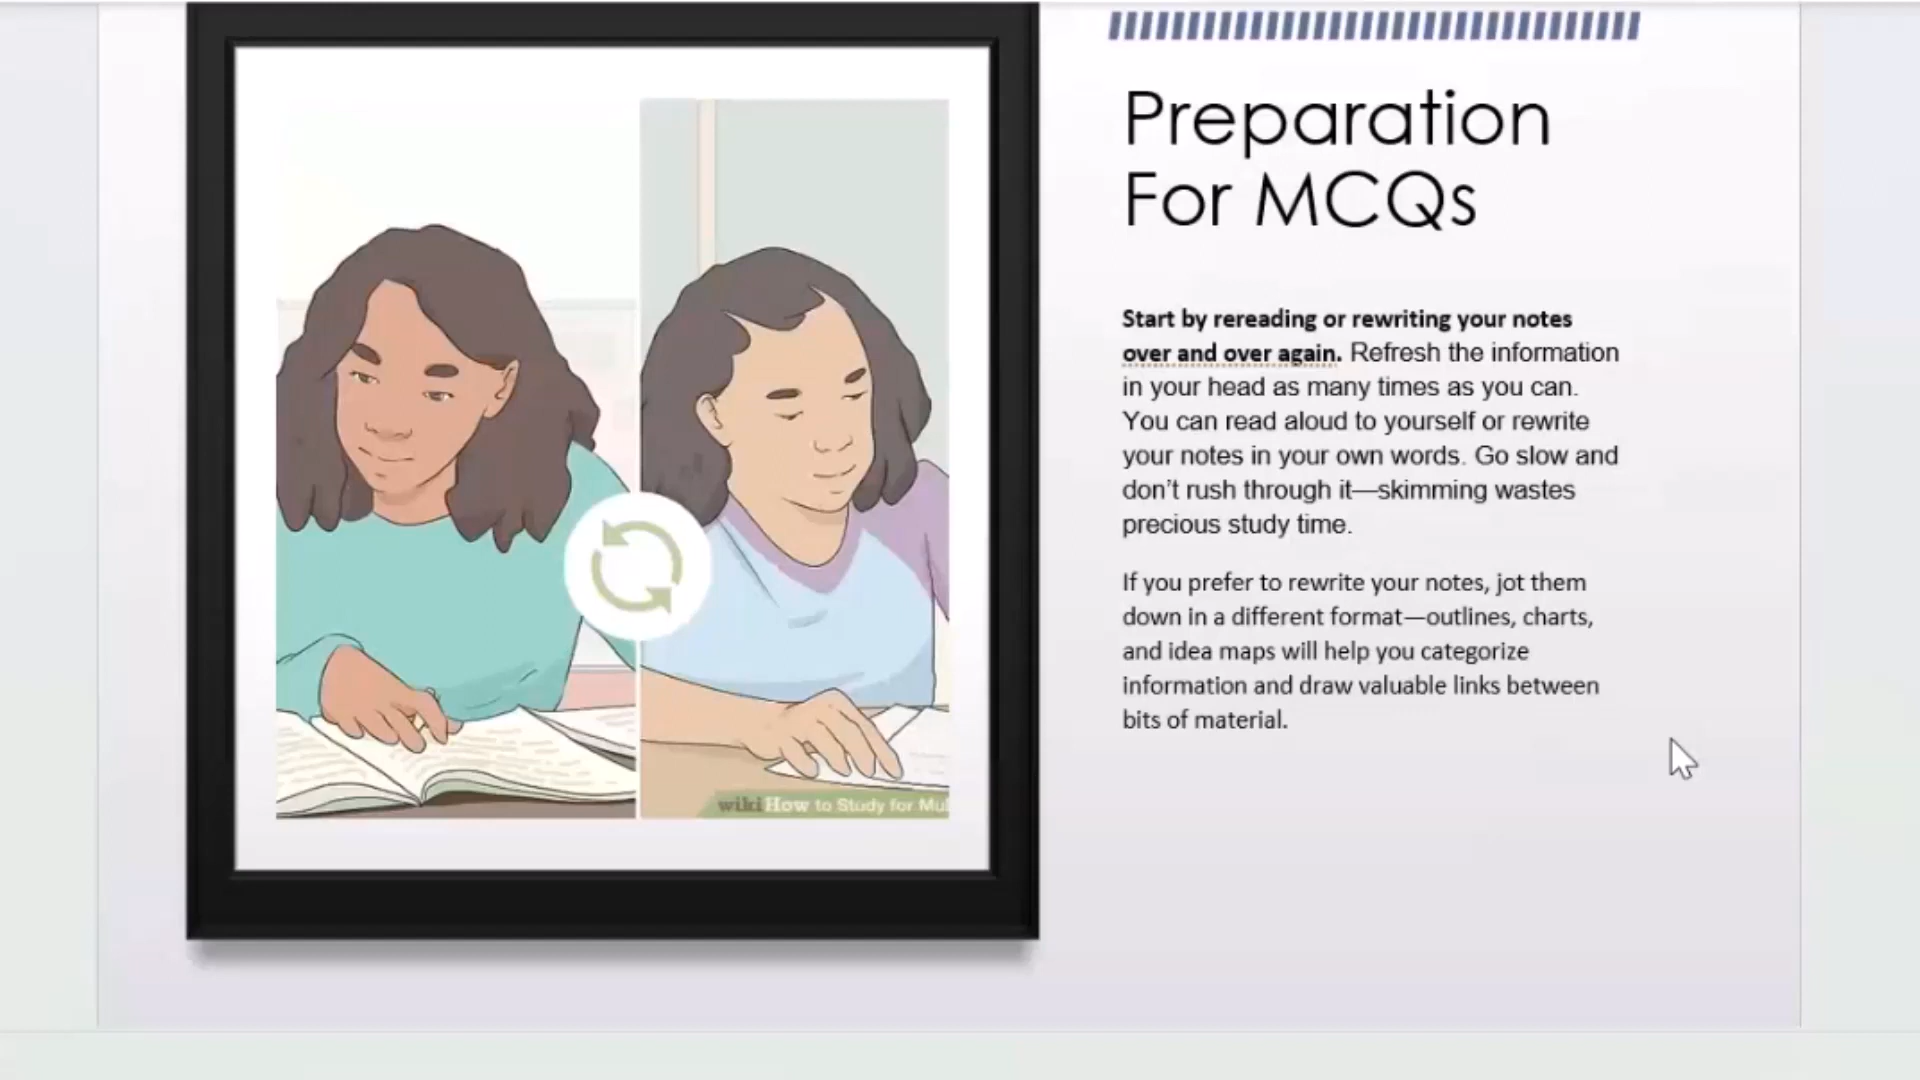 Preparation
For MCQs
Start by rereading or rewriting your notes
over and over again. Refresh the information
in your head as many times as you can.
You can read aloud to yourself or rewrite
your notes in your own words. Go slow and
don't rush through it—skimming wastes
precious study time.
If you prefer to rewrite your notes, jot them
down in a different format—outlines, charts,
and idea maps will help you categorize
information and draw valuable links between
bits of material.
wikiHow to Study for Mul